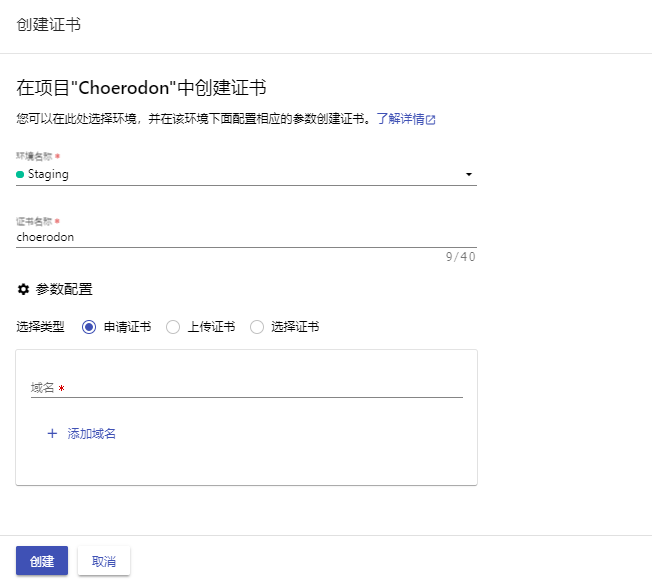 创建证书
在项目"Choerodon"中创建证书
您可以在此处选择环境，并在该环境下面配置相应的参数创建证书。了解详情
环境名称 *
Staging
证书名称 *
choerodon
9/40
参数配置
选择类型 申请证书 上传证书 选择证书
域名 *
+ 添加域名
创建 取消